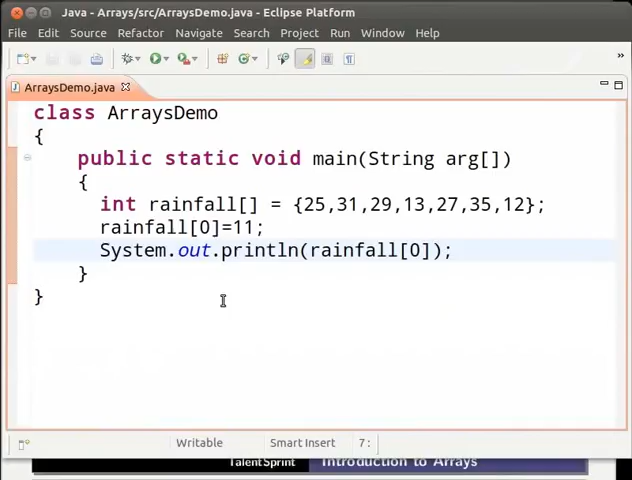 Java - Arrays/src/ArraysDemo.java - Eclipse Platform
File Edit Source Refactor Navigate Search Project Run Window Help
ArraysDemo.java
class ArraysDemo
{
public static void main(String arg[])
{
int rainfall[] = {25,31,29,13,27,35,12};
rainfall[0]=11;
System.out.println(rainfall[0]);
}
}
Writable Smart Insert 7 :
TalentSprint Introduction to Arrays